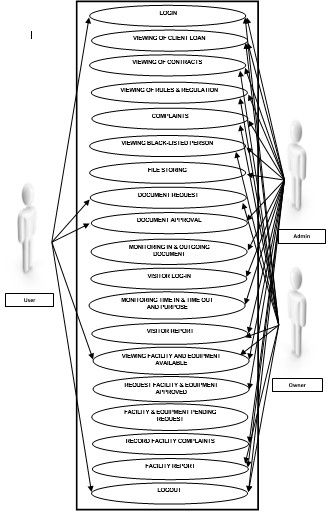 LOGIN
VIEWING OF CLIENT LOAN
VIEWING OF CONTRACTS
VIEWING OF RULES & REGULATION
COMPLAINTS
VIEWING BLACK-LISTED PERSON
FILE STORING
DOCUMENT REQUEST
DOCUMENT APPROVAL
MONITORING IN & OUTGOING
DOCUMENT
VISITOR LOG-IN
MONITORING TIME IN & TIME OUT
AND PURPOSE
VISITOR REPORT
VIEWING FACILITY AND EQUIPMENT
AVAILABLE
REQUEST FACILITY & EQUIPMENT
APPROVED
FACILITY & EQUIPMENT PENDING
REQUEST
RECORD FACILITY COMPLAINTS
FACILITY REPORT
LOGOUT
User
Admin
Owner